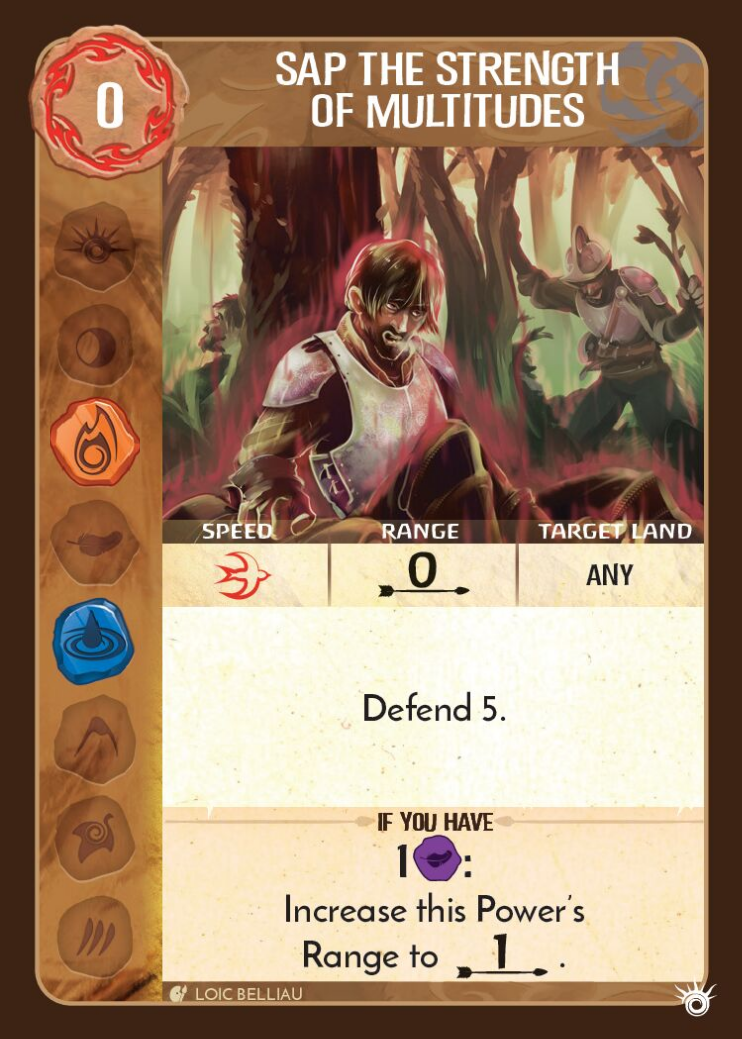 0
SAP THE STRENGTH
OF MULTITUDES
SPEED RANGE TARGET LAND
0 ANY
Defend 5.
IF YOU HAVE
1 :
Increase this Power's
Range to 1 .
LOIC BELLIAU